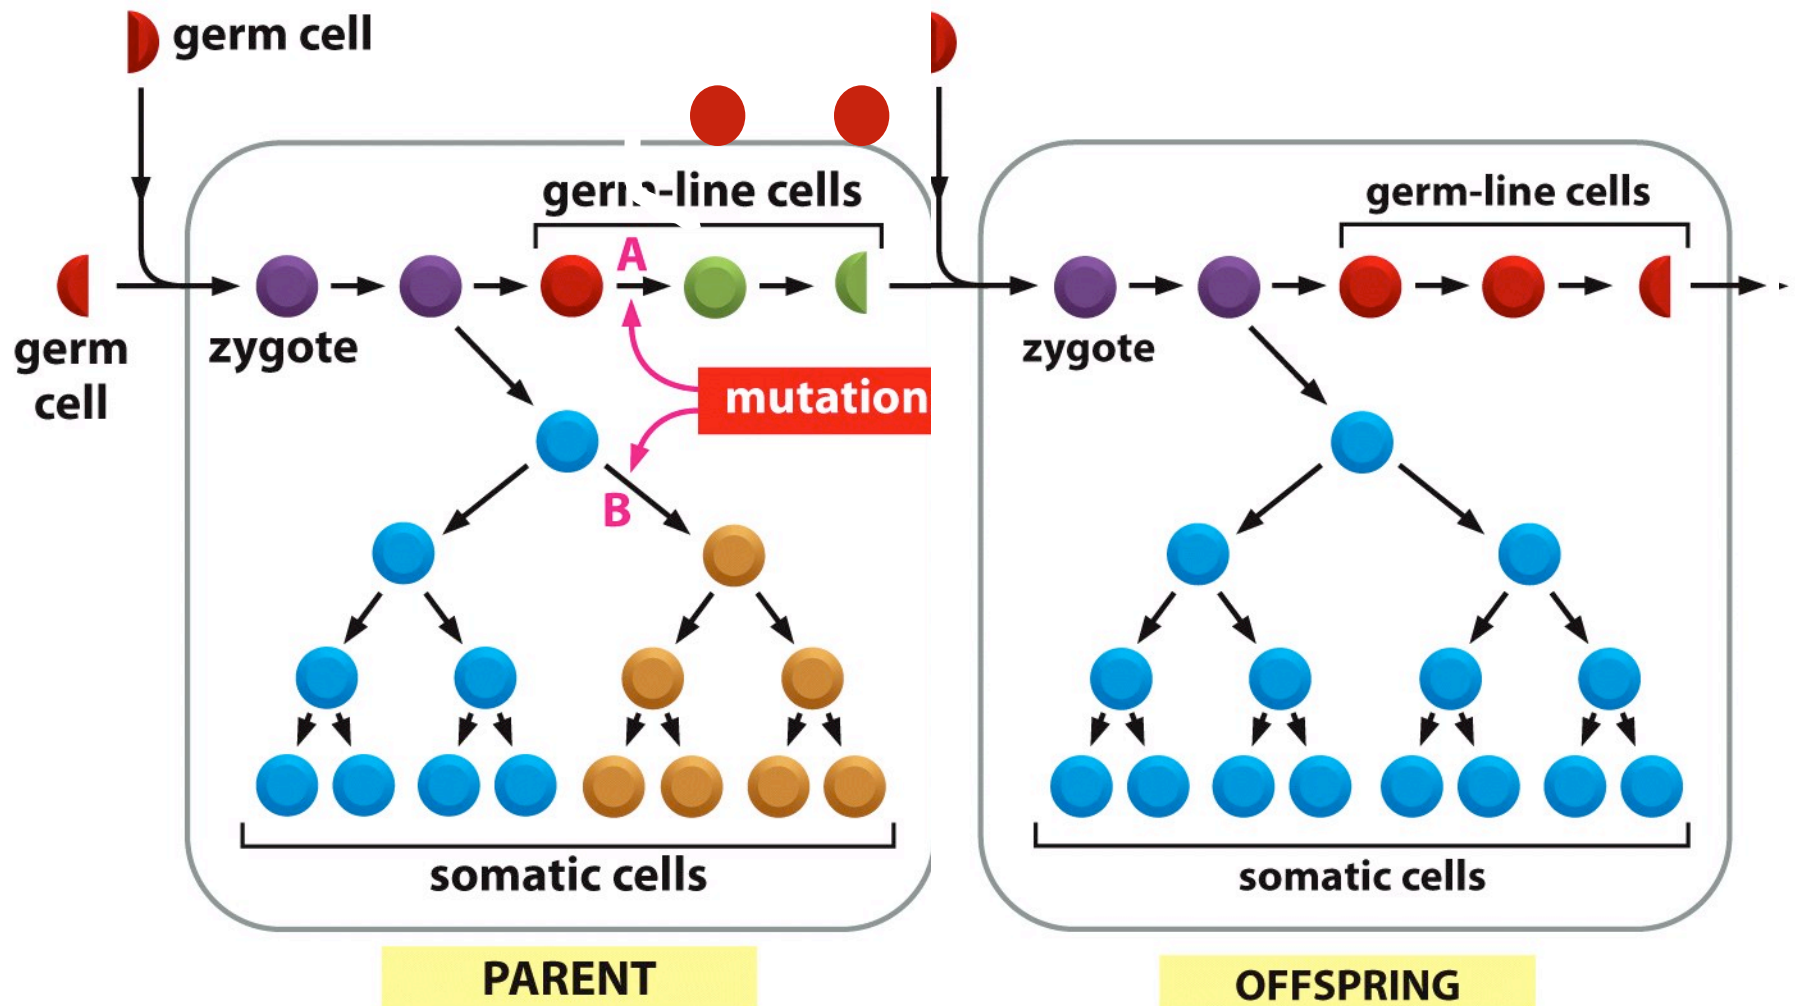 germ cell
germ-line cells
germ-line cells
A
germ
cell
zygote
zygote
mutation
B
somatic cells
somatic cells
PARENT
OFFSPRING